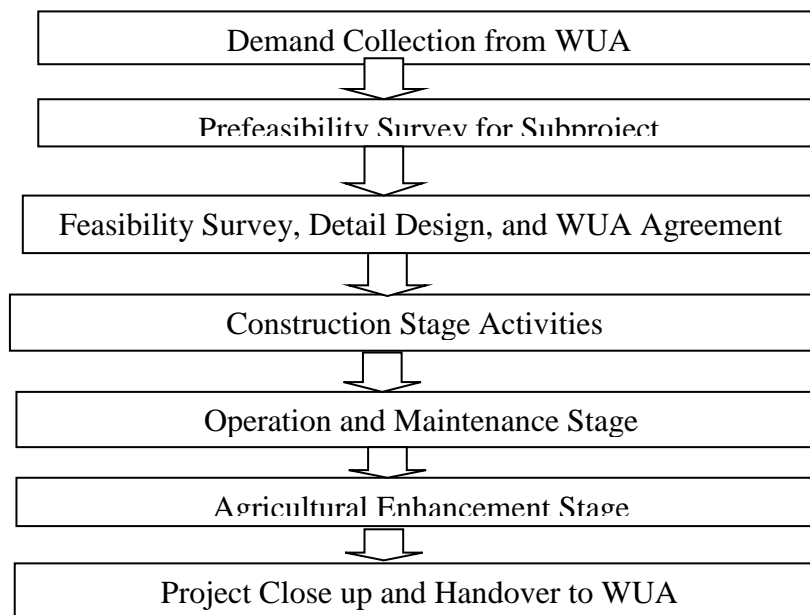 Demand Collection from WUA
Prefeasibility Survey for Subproject
Feasibility Survey, Detail Design, and WUA Agreement
Construction Stage Activities
Operation and Maintenance Stage
Agricultural Enhancement Stage
Project Close up and Handover to WUA